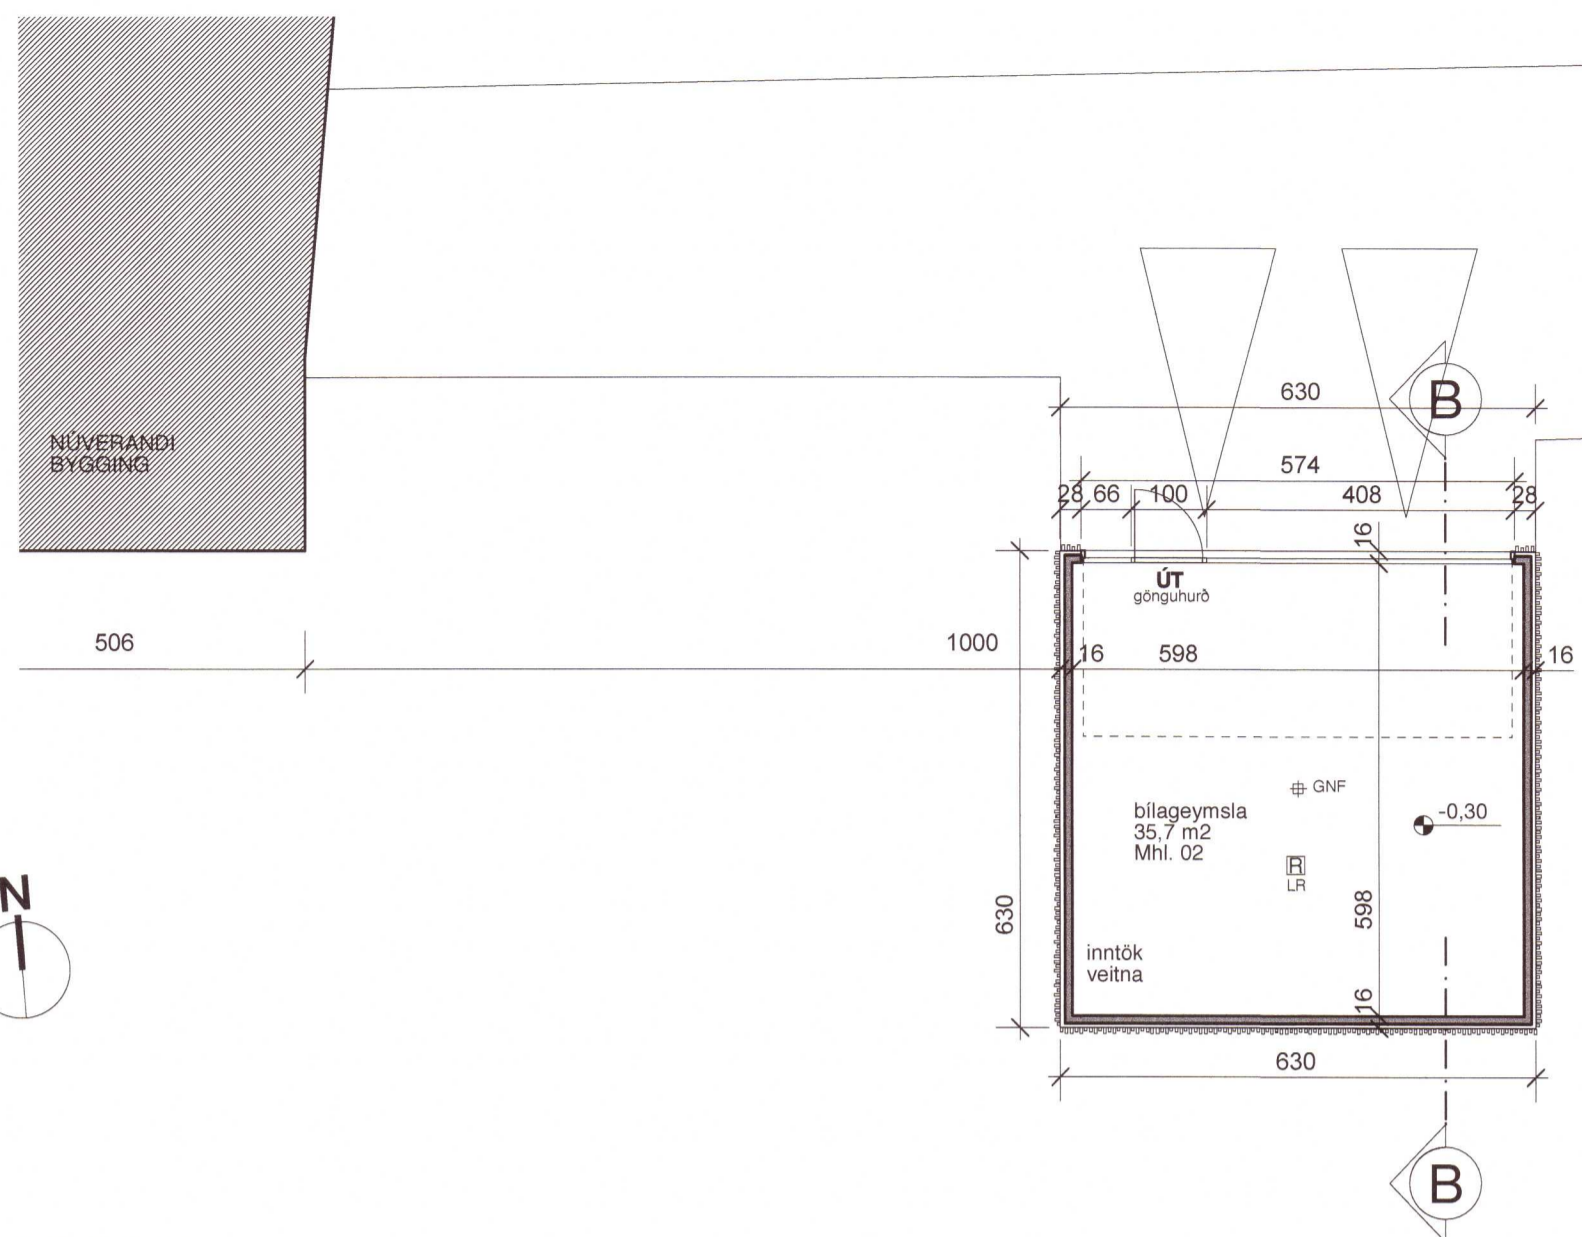 NÚVERANDI
BYGGING
630
B
574
28 66 100 408 28
16
ÚT
gönguhurð
506
1000
16
598
16
GNF
bílageymsla
35,7 m2
Mhl. 02
-0,30
R
LR
N
630
598
inntök
veitna
16
630
B